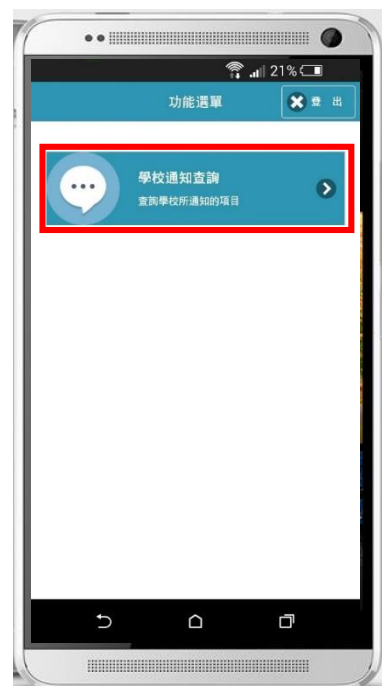 21%
功能選單
登 出
學校通知查詢
查詢學校所通知的項目